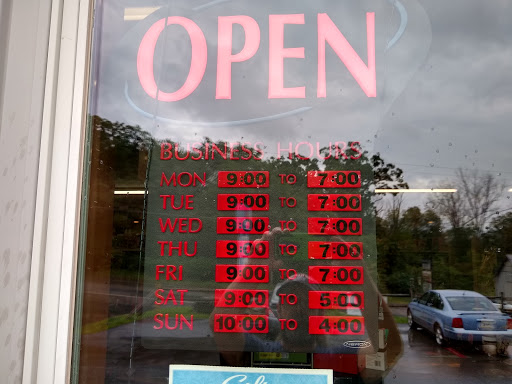 OPEN
BUSINESS HOURS
MON 9:00 TO 7:00
TUE 9:00 TO 7:00
WED 9:00 TO 7:00
THU 9:00 TO 7:00
FRI 9:00 TO 7:00
SAT 9:00 TO 5:00
SUN 10:00 TO 4:00